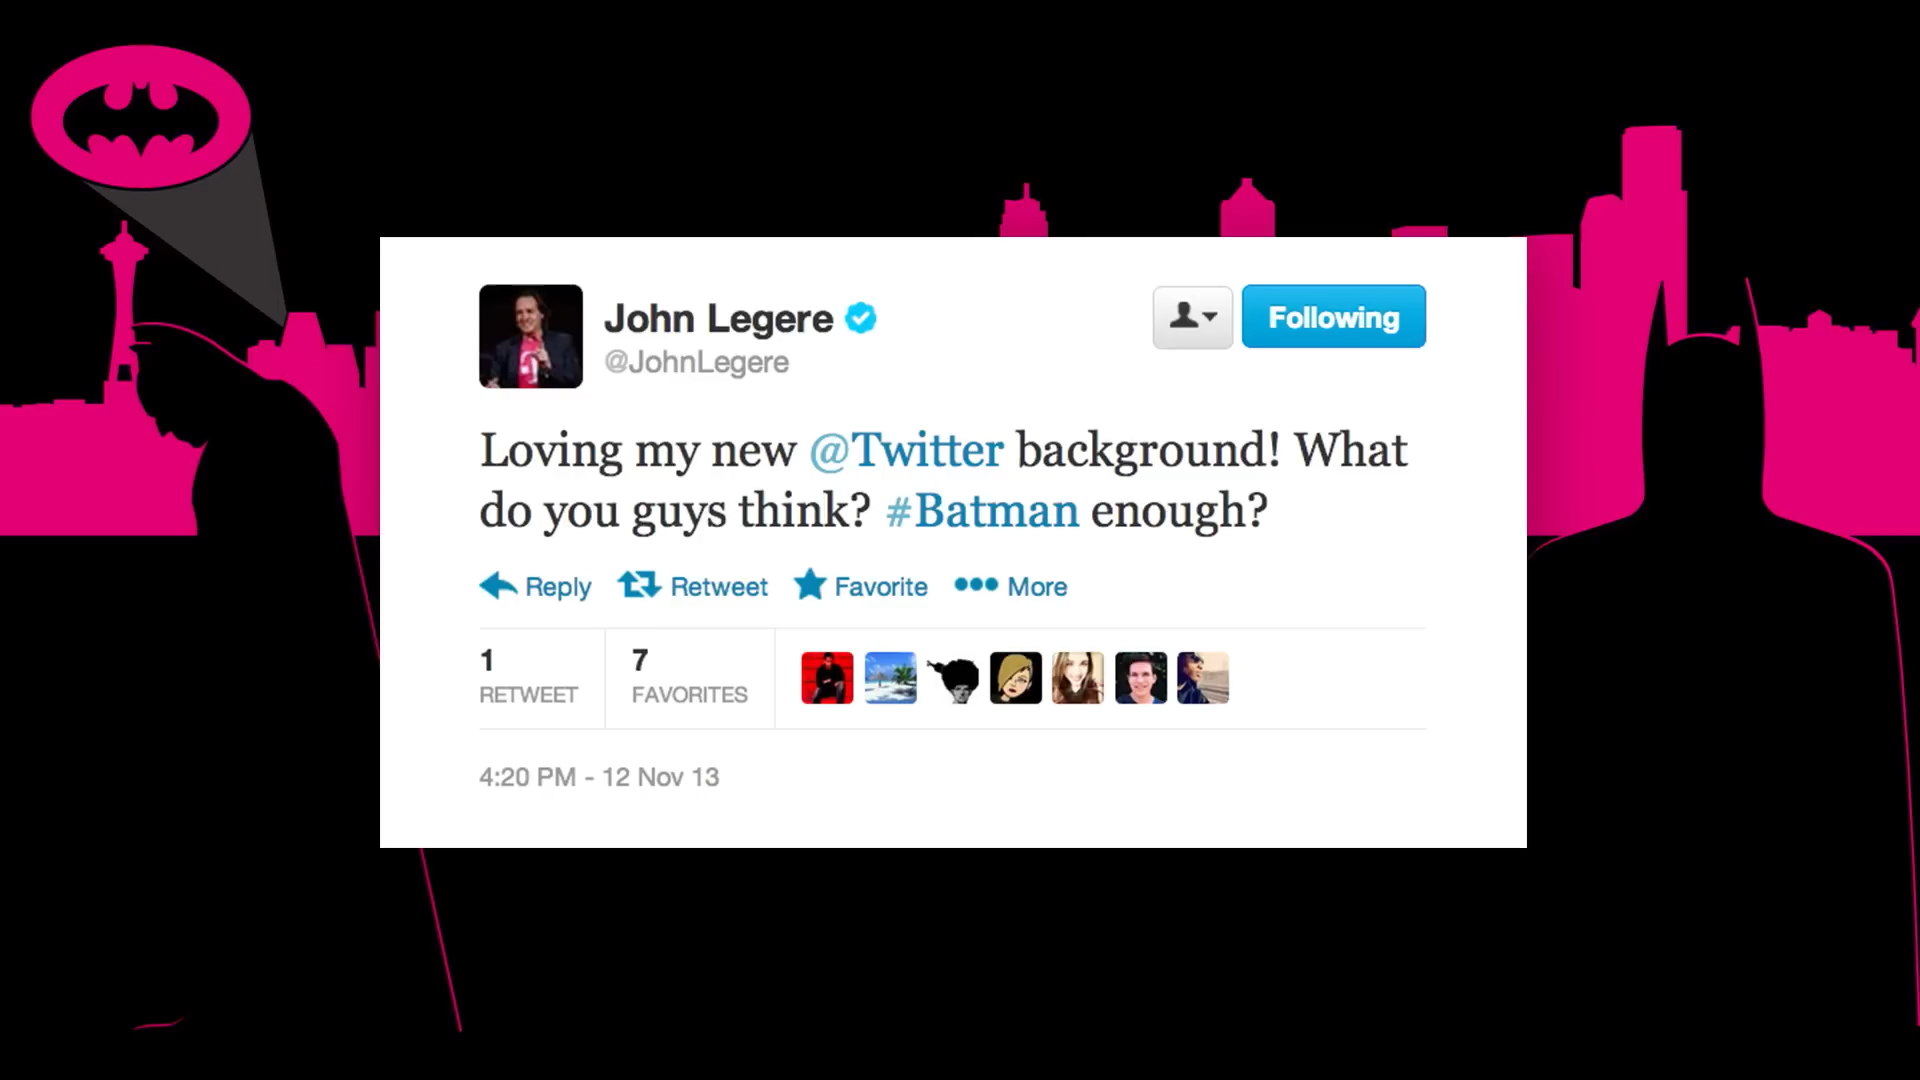 John Legere
@JohnLegere
Following
Loving my new @Twitter background! What
do you guys think? #Batman enough?
Reply Retweet Favorite More
1 7
RETWEET FAVORITES
4:20 PM - 12 Nov 13